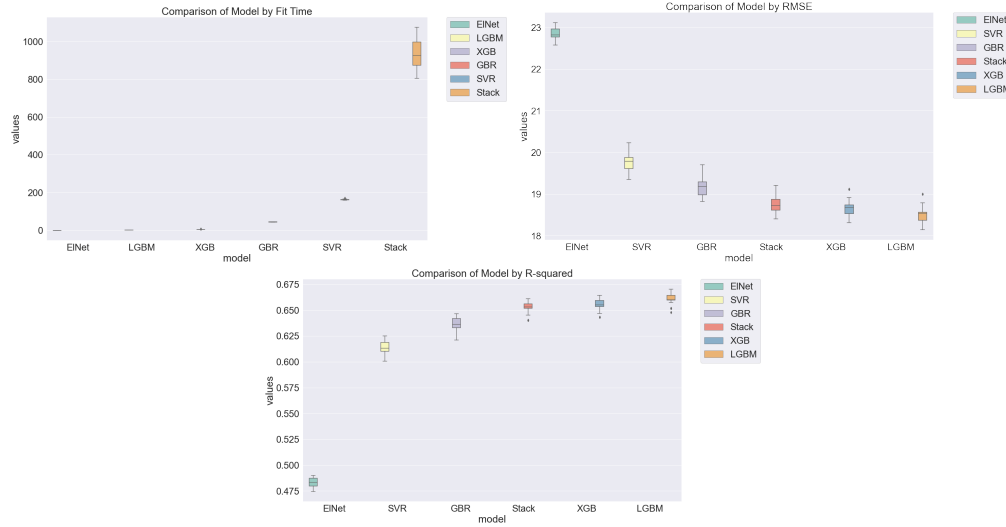 Comparison of Model by Fit Time
values
1000
800
600
400
200
0
ElNet LGBM XGB GBR SVR Stack
model
ElNet
LGBM
XGB
GBR
SVR
Stack
Comparison of Model by RMSE
values
23
22
21
20
19
18
ElNet SVR GBR Stack XGB LGBM
model
ElNet
SVR
GBR
Stack
XGB
LGBM
Comparison of Model by R-squared
values
0.675
0.650
0.625
0.600
0.575
0.550
0.525
0.500
0.475
ElNet SVR GBR Stack XGB LGBM
model
ElNet
SVR
GBR
Stack
XGB
LGBM